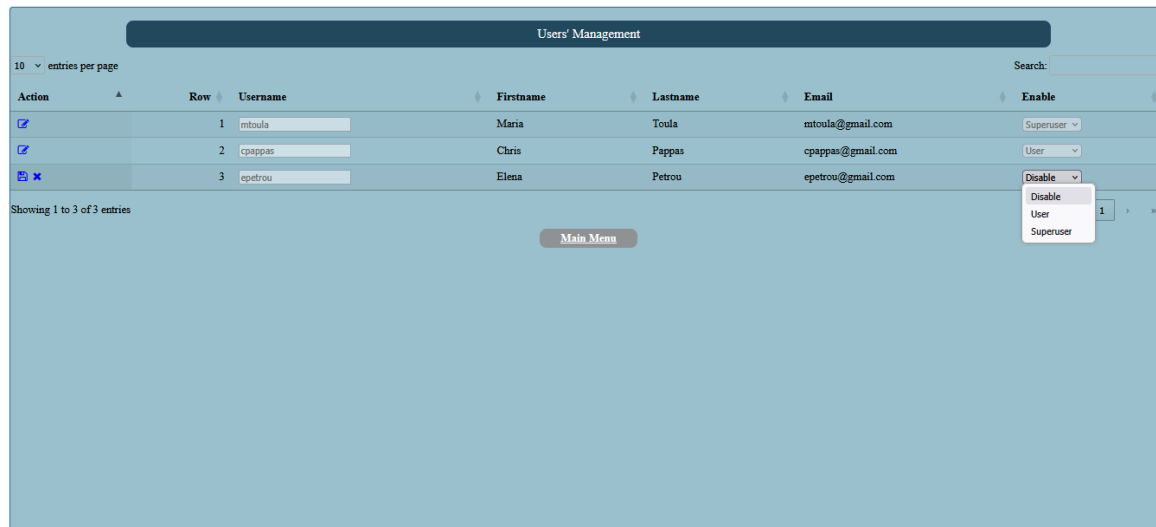 Users' Management
10 entries per page Search:
Action Row Username Firstname Lastname Email Enable
1 mtoula Maria Toula mtoula@gmail.com Superuser
2 cpappas Chris Pappas cpappas@gmail.com User
3 epetrou Elena Petrou epetrou@gmail.com Disable
Disable
Showing 1 to 3 of 3 entries User 1 › »
Superuser
Main Menu